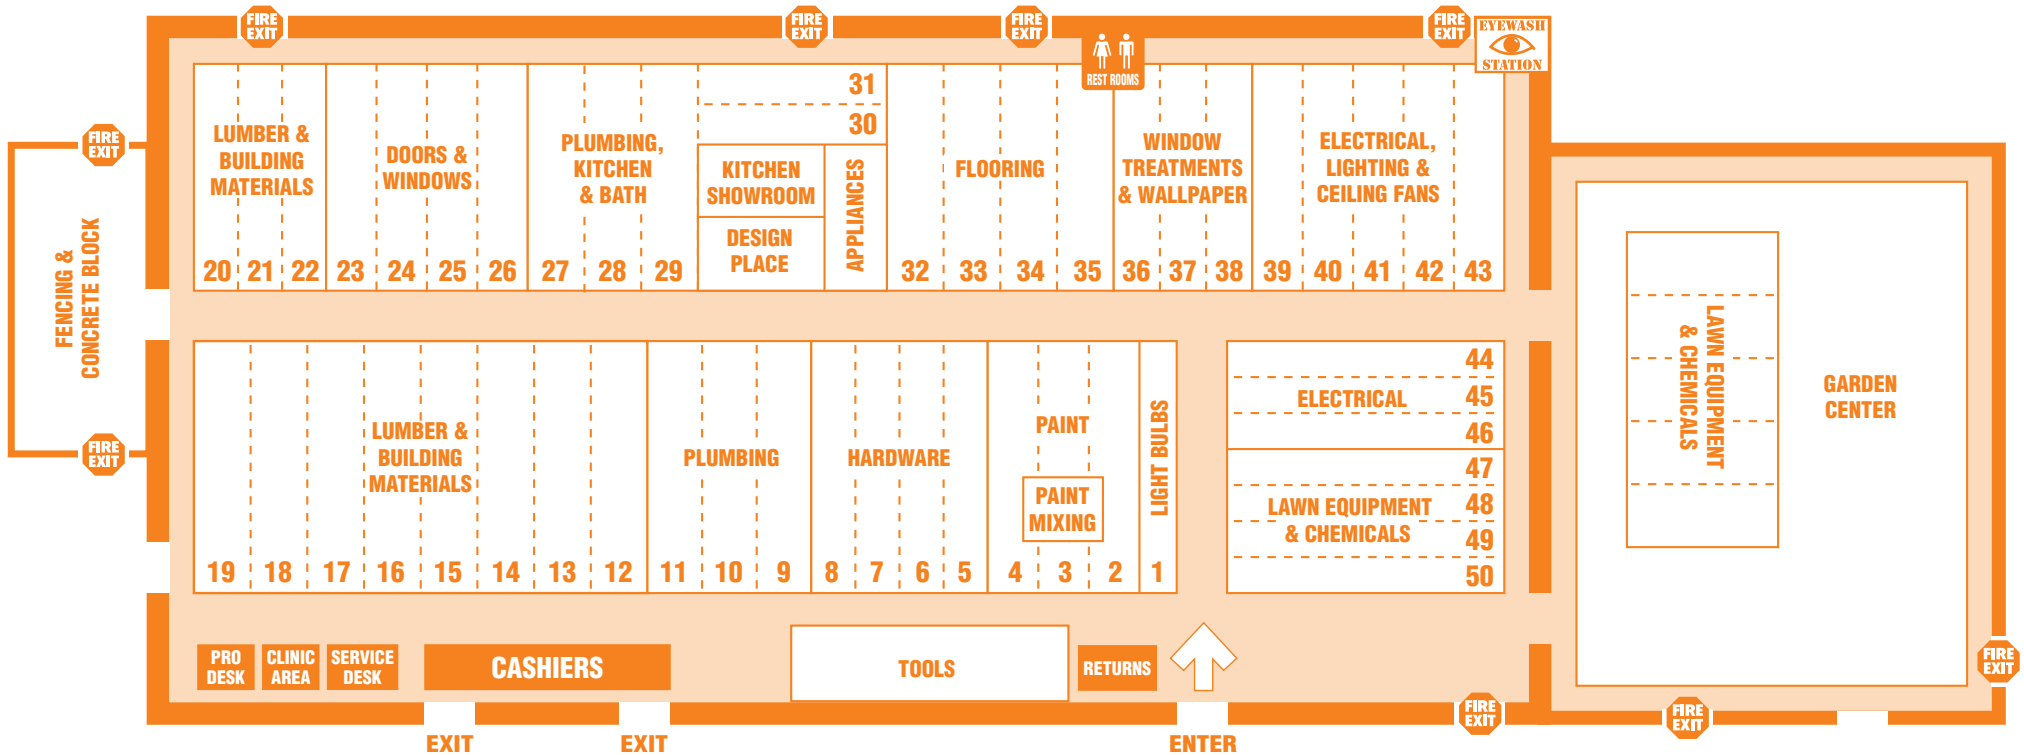 FIRE
EXIT
FIRE
EXIT
FIRE
EXIT
FIRE
EXIT
EYEWASH
STATION
REST ROOMS
FIRE
EXIT
FENCING &
CONCRETE BLOCK
FIRE
EXIT
LUMBER &
BUILDING
MATERIALS
20 21 22
DOORS &
WINDOWS
23 24 25 26
PLUMBING,
KITCHEN
& BATH
27 28 29
31
30
KITCHEN
SHOWROOM
DESIGN
PLACE
APPLIANCES
FLOORING
32 33 34 35
WINDOW
TREATMENTS
& WALLPAPER
36 37 38
ELECTRICAL,
LIGHTING &
CEILING FANS
39 40 41 42 43
LUMBER &
BUILDING
MATERIALS
19 18 17 16 15 14 13 12
PLUMBING
11 10 9
HARDWARE
8 7 6 5
PAINT
PAINT
MIXING
4 3 2
LIGHT BULBS
1
44
ELECTRICAL 45
46
47
LAWN EQUIPMENT
& CHEMICALS
48
49
50
LAWN EQUIPMENT
& CHEMICALS
GARDEN
CENTER
PRO
DESK
CLINIC
AREA
SERVICE
DESK
CASHIERS
TOOLS
RETURNS
FIRE
EXIT
FIRE
EXIT
FIRE
EXIT
EXIT
EXIT
ENTER